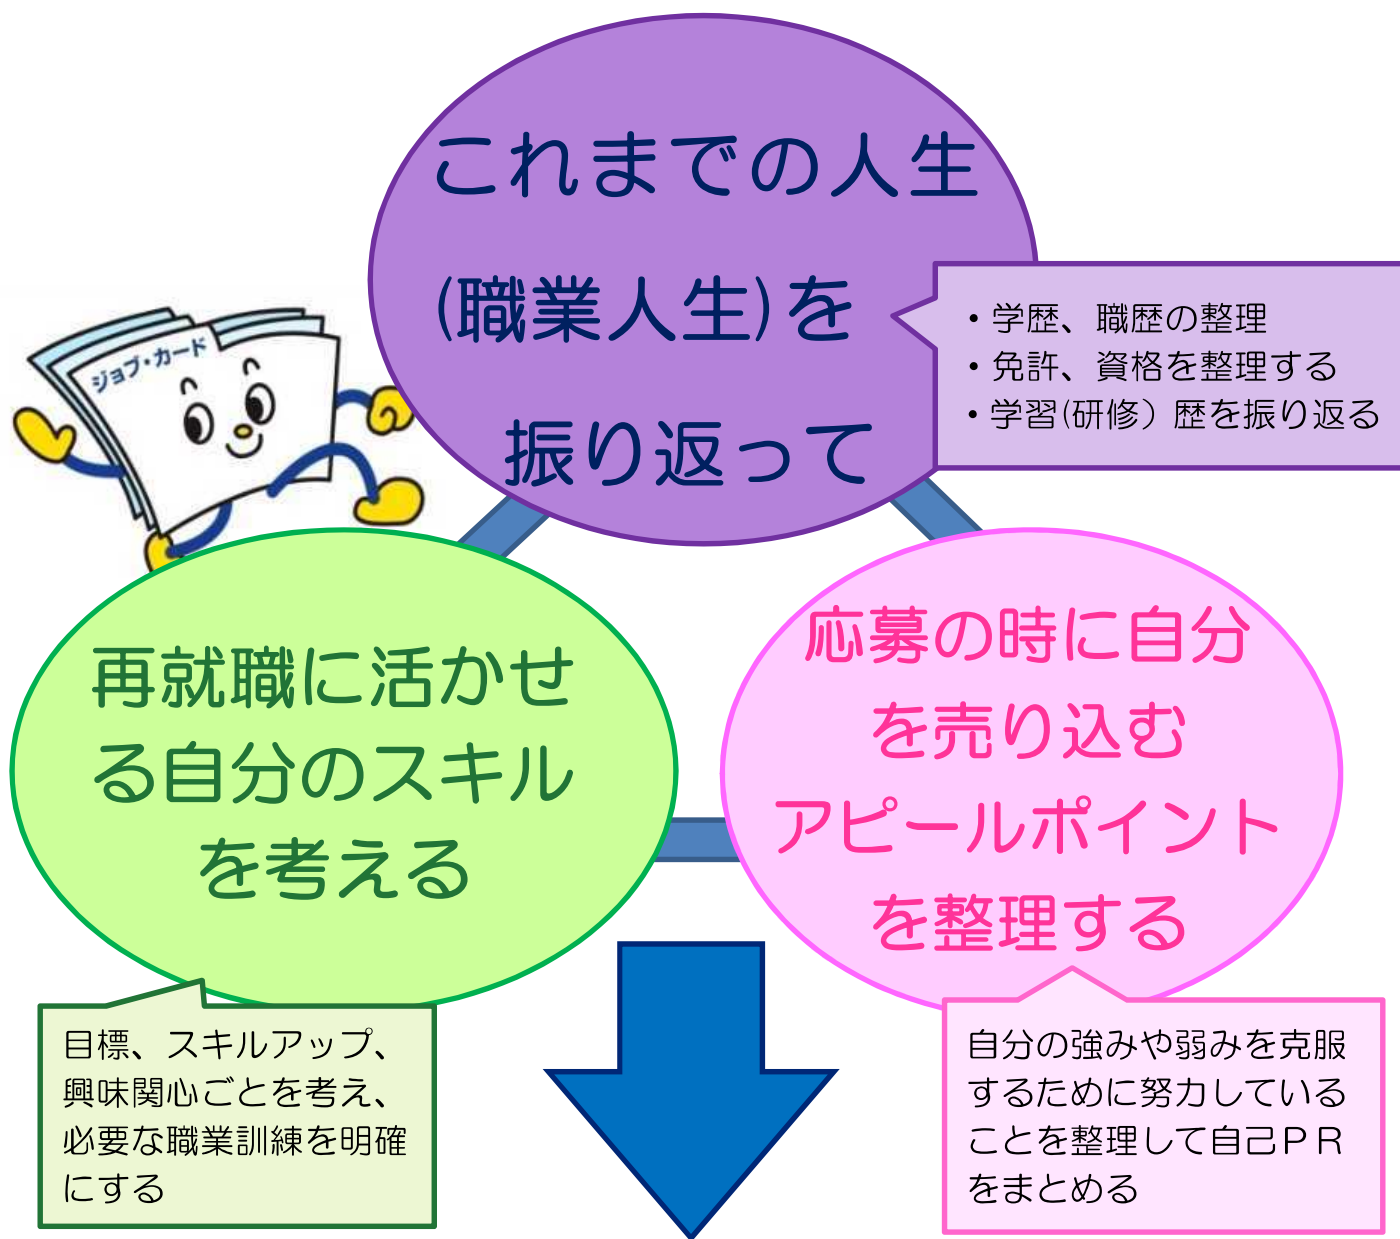 これまでの人生
(職業人生)を
振り返って
・学歴、職歴の整理
・免許、資格を整理する
・学習(研修）歴を振り返る
ジョブ・カード
再就職に活かせ
る自分のスキル
を考える
応募の時に自分
を売り込む
アピールポイント
を整理する
目標、スキルアップ、
興味関心ごとを考え、
必要な職業訓練を明確
にする
自分の強みや弱みを克服
するために努力している
ことを整理して自己ＰＲ
をまとめる